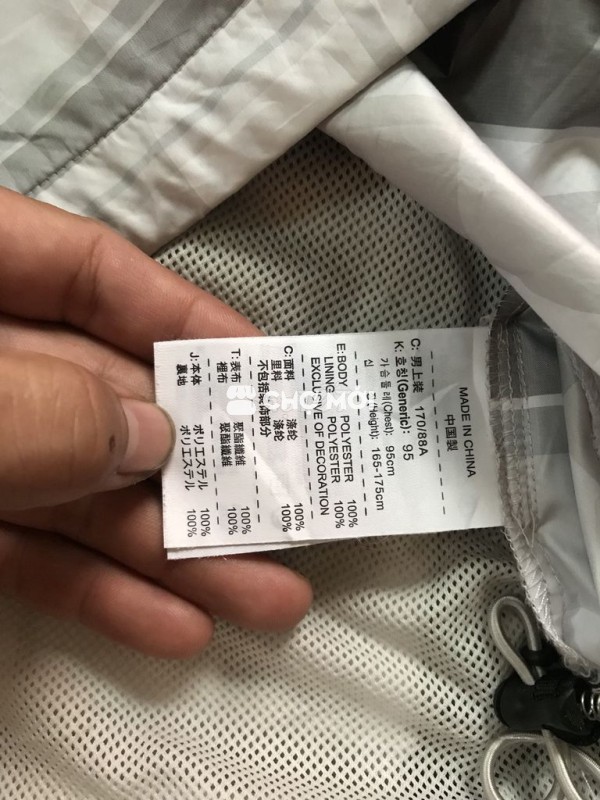 MADE IN CHINA
中国製
C: 男上装 170/88A
K: 호칭(Generic): 95
가슴둘레(Chest): 95cm
신 (Height): 165-175cm
E:BODY POLYESTER 100%
LINING POLYESTER 100%
EXCLUSIVE OF DECORATION
C:面料 涤纶 100%
里料 涤纶 100%
不包括装饰部分
T:表布 聚酯纖維 100%
裡布 聚酯纖維 100%
J:本体 ポリエステル 100%
裏地 ポリエステル 100%
CHỢ TỐT